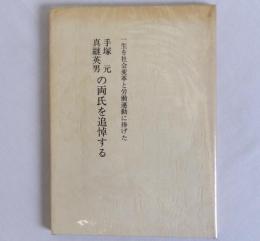 一生を社会変革と労働運動に捧げた
手塚 元
真継英男
の両氏を追悼する